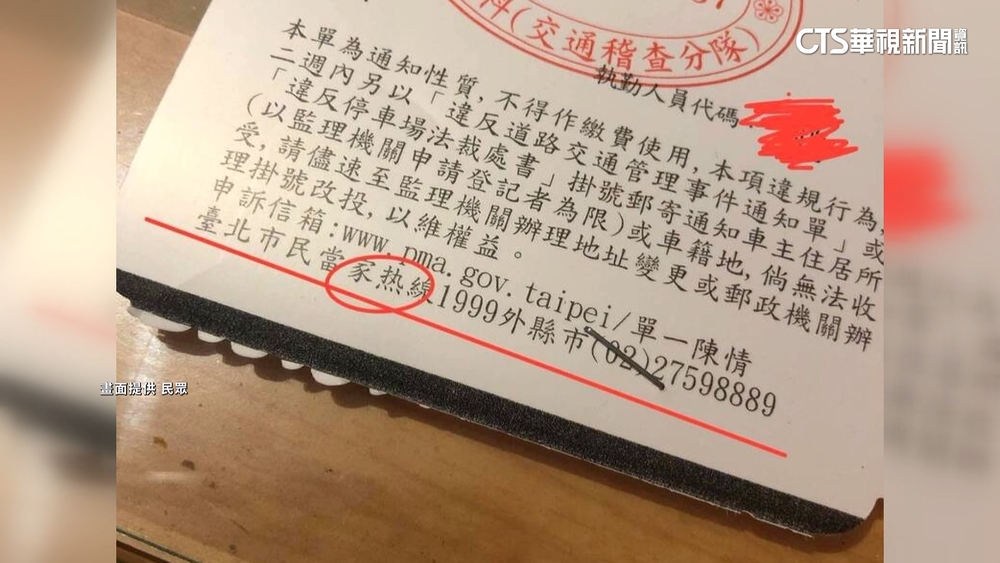 CTS華視新聞資訊
科(交通稽查分隊)
執勤人員代碼
本單為通知性質,不得作繳費使用,本項違規行為,
二週內另以「違反道路交通管理事件通知單」或
「違反停車場法裁處書」掛號郵寄通知車主住居所
(以監理機關申請登記者為限)或車籍地,倘無法收
受,請儘速至監理機關辦理地址變更或郵政機關辦
理掛號改投,以維權益。
申訴信箱:www.pma.gov.taipei/單一陳情
臺北市民當家热線1999外縣市(02)27598889
畫面提供 民眾